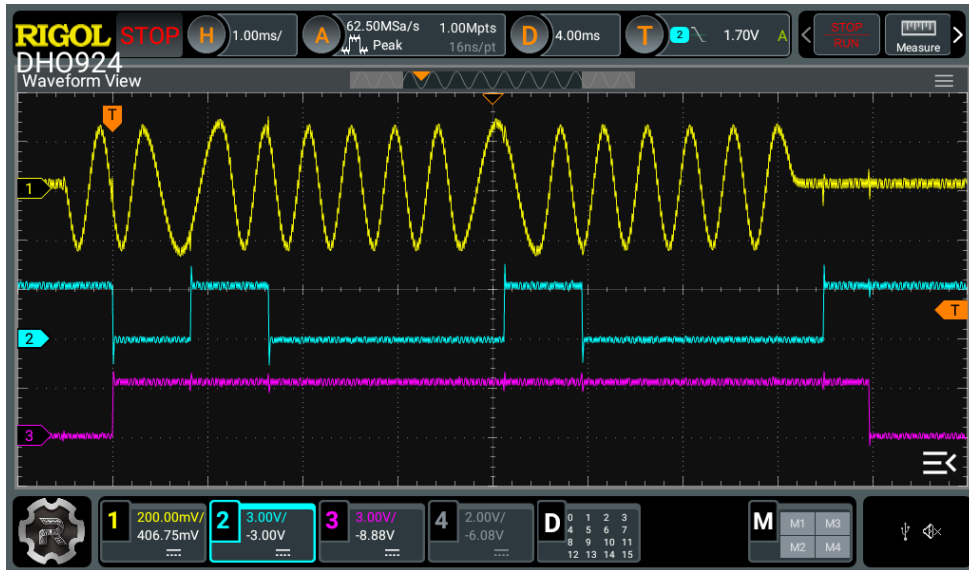 RIGOL STOP H 1.00ms/ A 62.50MSa/s 1.00Mpts D 4.00ms T 2 1.70V A STOP RUN Measure
Peak 16ns/pt
DHO924
Waveform View
T
1
T
2
3
1 200.00mV/ 2 3.00V/ 3 3.00V/ 4 2.00V/ D 0 1 2 3 M M1 M3
406.75mV -3.00V -8.88V -6.08V 4 5 6 7 M2 M4
8 9 10 11
12 13 14 15
R